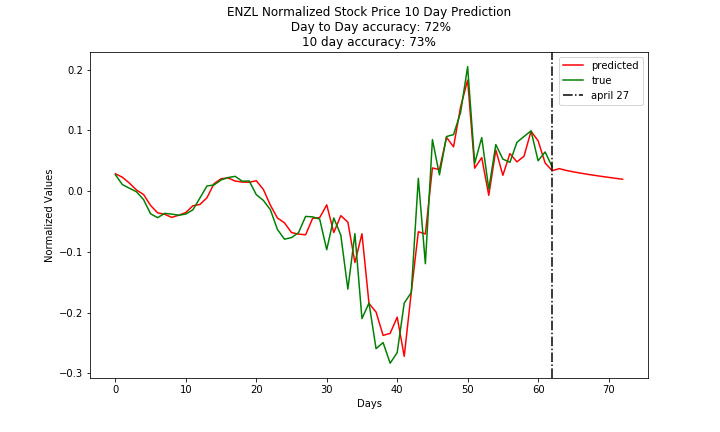 ENZL Normalized Stock Price 10 Day Prediction
Day to Day accuracy: 72%
10 day accuracy: 73%
predicted
true
april 27
Normalized Values
0.2
0.1
0.0
−0.1
−0.2
−0.3
0 10 20 30 40 50 60 70
Days